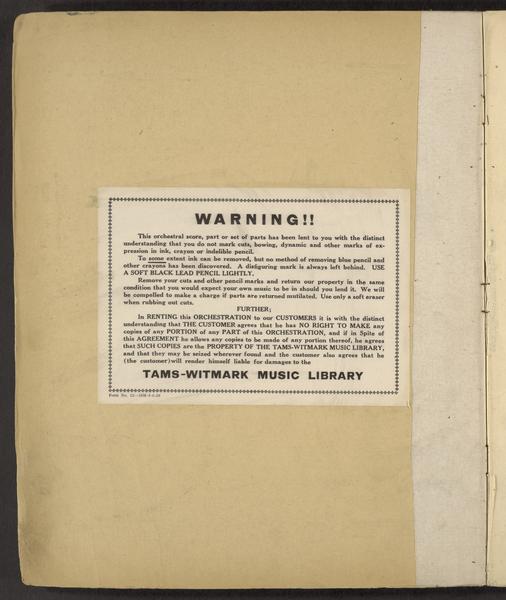 WARNING!!
This orchestral score, part or set of parts has been lent to you with the distinct
understanding that you do not mark cuts, bowing, dynamic and other marks of ex-
pression in ink, crayon or indelible pencil.
To some extent ink can be removed, but no method of removing blue pencil and
other crayons has been discovered. A disfiguring mark is always left behind. USE
A SOFT BLACK LEAD PENCIL LIGHTLY.
Remove your cuts and other pencil marks and return our property in the same
condition that you would expect your own music to be in should you lend it. We will
be compelled to make a charge if parts are returned mutilated. Use only a soft eraser
when rubbing out cuts.
FURTHER;
In RENTING this ORCHESTRATION to our CUSTOMERS it is with the distinct
understanding that THE CUSTOMER agrees that he has NO RIGHT TO MAKE any
copies of any PORTION of any PART of this ORCHESTRATION, and if in Spite of
this AGREEMENT he allows any copies to be made of any portion thereof, he agrees
that SUCH COPIES are the PROPERTY OF THE TAMS-WITMARK MUSIC LIBRARY,
and that they may be seized wherever found and the customer also agrees that he
(the customer) will render himself liable for damages to the
TAMS-WITMARK MUSIC LIBRARY
Form No.